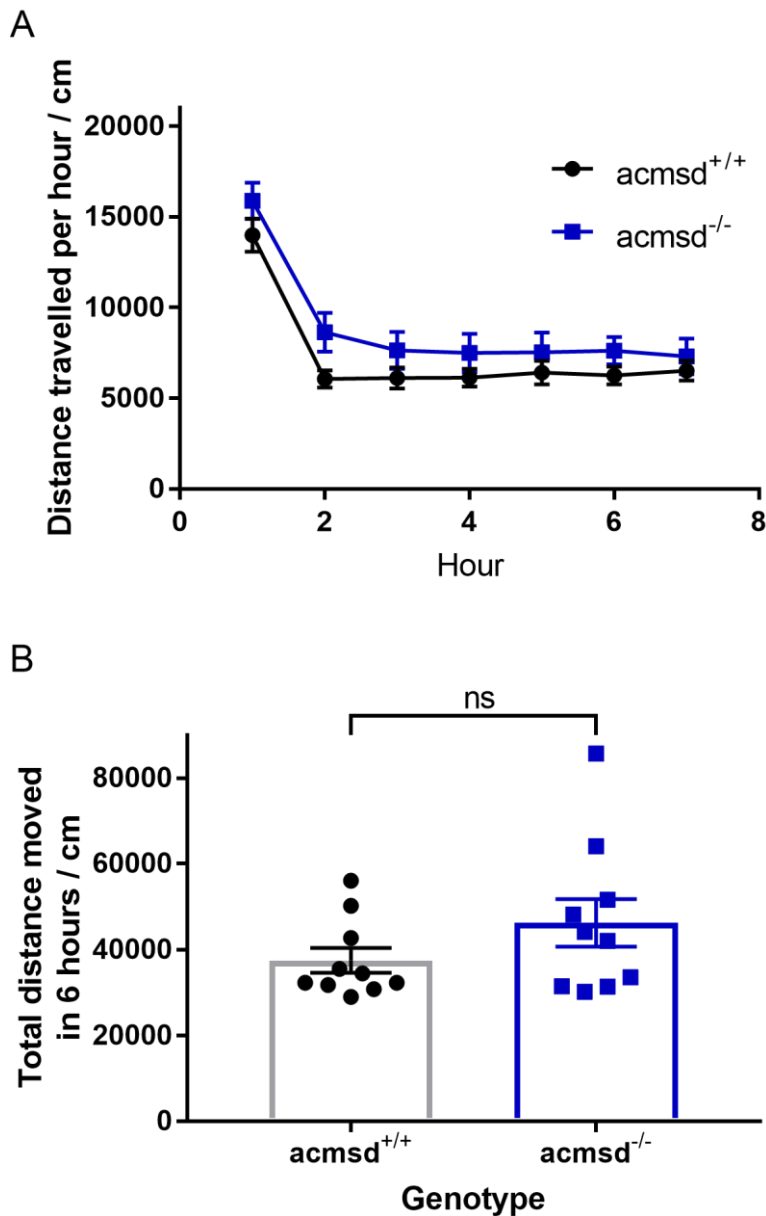 A
Distance travelled per hour / cm
20000
15000
10000
5000
0
acmsd+/+
acmsd-/-
0 2 4 6 8
Hour
B
ns
Total distance moved
in 6 hours / cm
80000
60000
40000
20000
0
acmsd+/+ acmsd-/-
Genotype